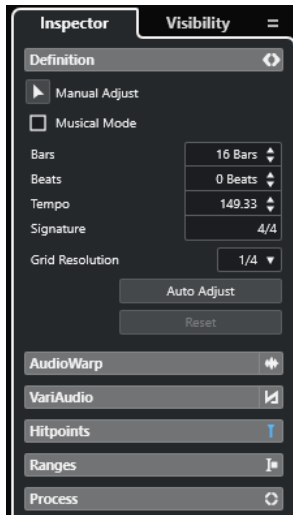 Inspector Visibility
Definition
Manual Adjust
Musical Mode
Bars 16 Bars
Beats 0 Beats
Tempo 149.33
Signature 4/4
Grid Resolution 1/4
Auto Adjust
Reset
AudioWarp
VariAudio
Hitpoints
Ranges
Process